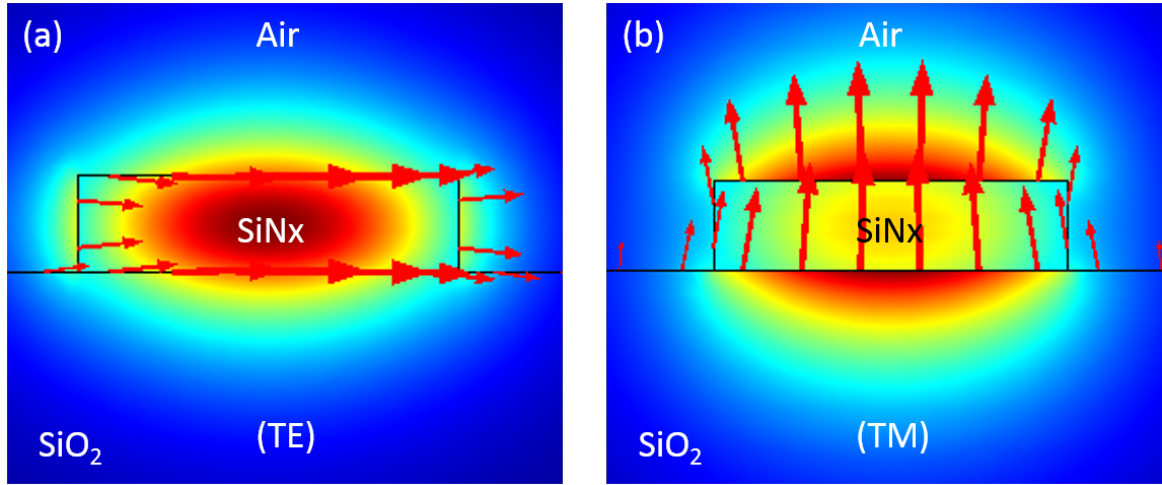 (a)
Air
SiNx
(TE)
SiO₂
(b)
Air
SiNx
(TM)
SiO₂